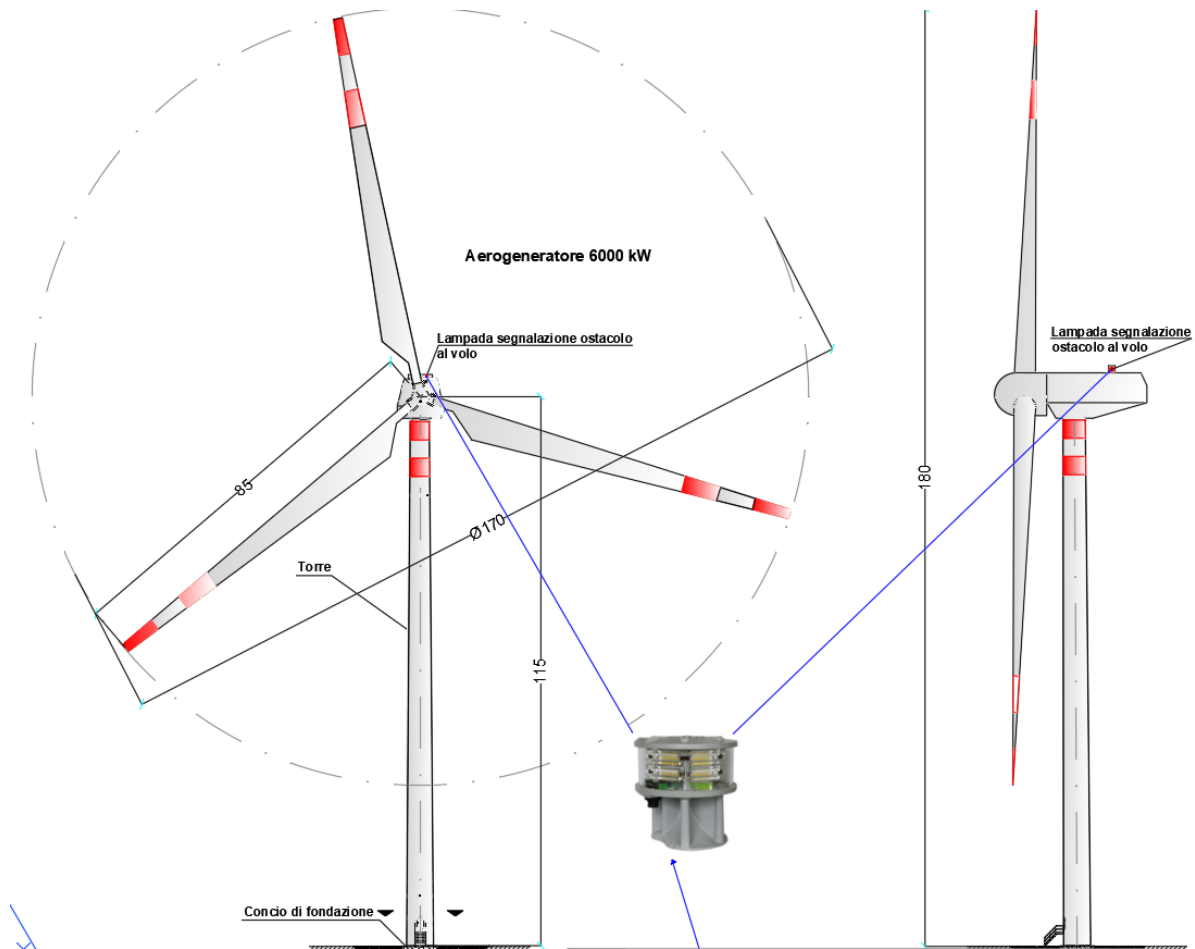 Aerogeneratore 6000 kW
Lampada segnalazione ostacolo
al volo
Lampada segnalazione
ostacolo al volo
85
Ø170
180
Torre
115
Concio di fondazione